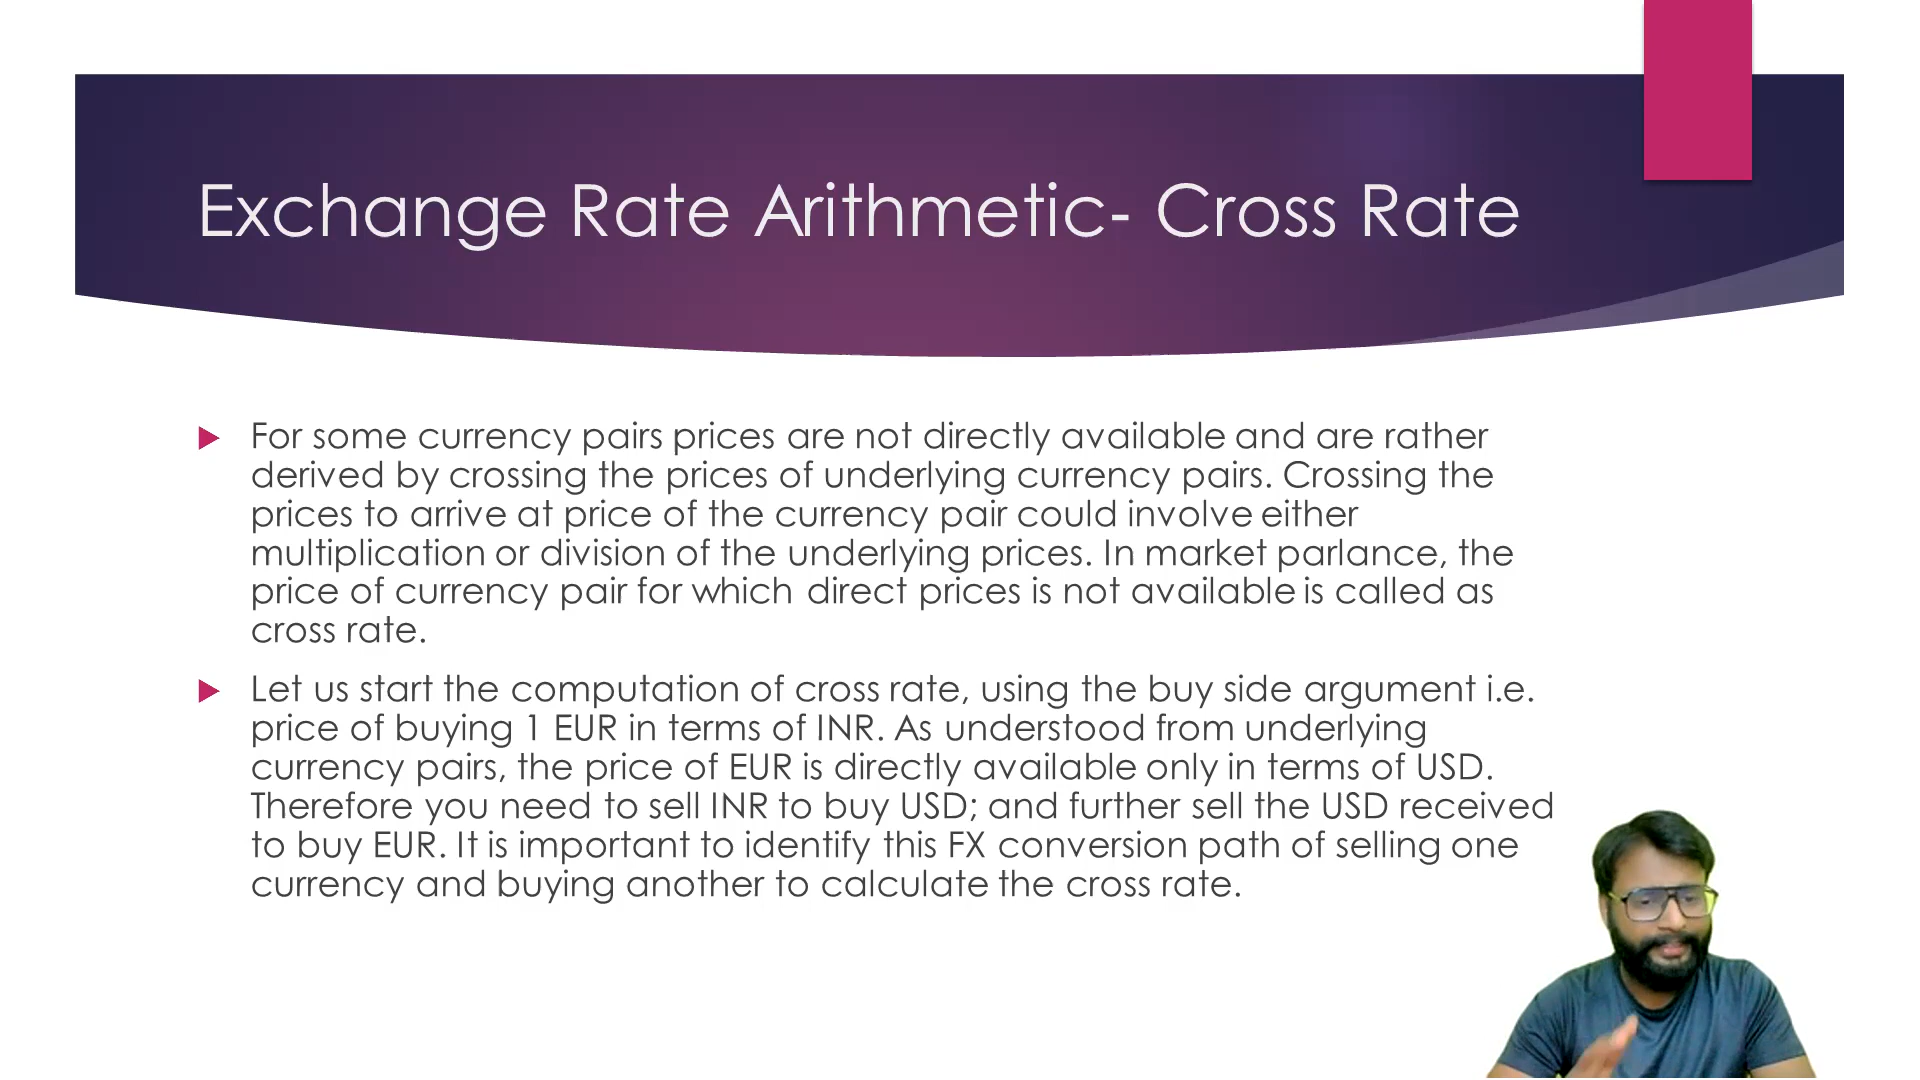 Exchange Rate Arithmetic- Cross Rate
For some currency pairs prices are not directly available and are rather
derived by crossing the prices of underlying currency pairs. Crossing the
prices to arrive at price of the currency pair could involve either
multiplication or division of the underlying prices. In market parlance, the
price of currency pair for which direct prices is not available is called as
cross rate.
Let us start the computation of cross rate, using the buy side argument i.e.
price of buying 1 EUR in terms of INR. As understood from underlying
currency pairs, the price of EUR is directly available only in terms of USD.
Therefore you need to sell INR to buy USD; and further sell the USD received
to buy EUR. It is important to identify this FX conversion path of selling one
currency and buying another to calculate the cross rate.